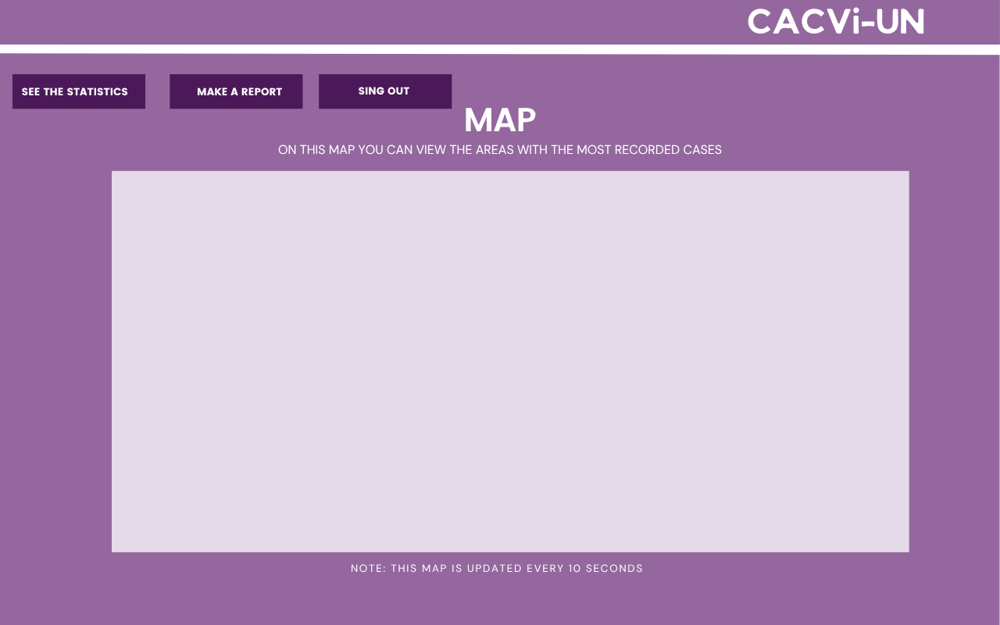 CACVi-UN
SEE THE STATISTICS
MAKE A REPORT
SING OUT
MAP
ON THIS MAP YOU CAN VIEW THE AREAS WITH THE MOST RECORDED CASES
NOTE: THIS MAP IS UPDATED EVERY 10 SECONDS